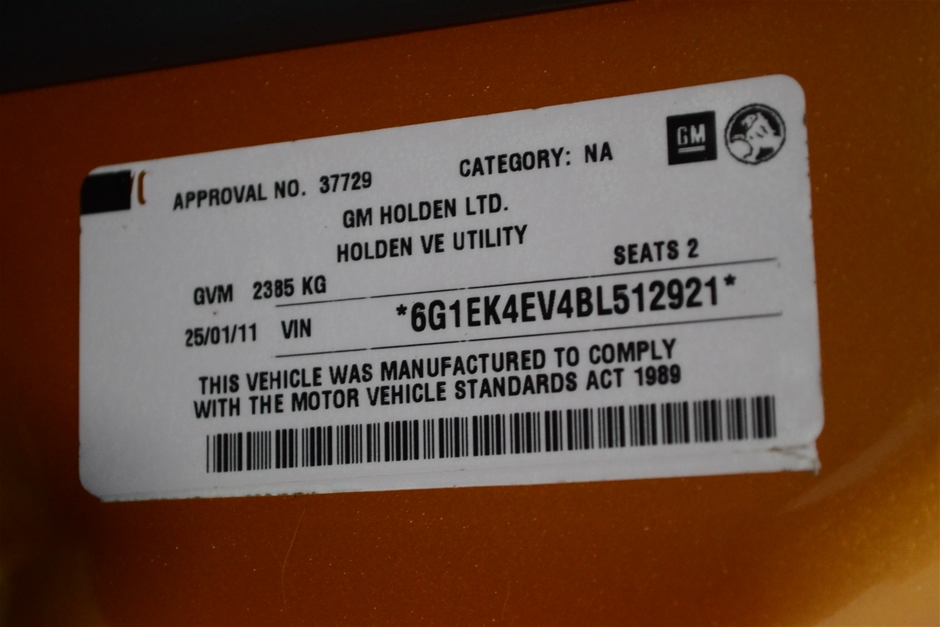 APPROVAL NO. 37729 CATEGORY: NA GM
GM HOLDEN LTD.
HOLDEN VE UTILITY
GVM 2385 KG SEATS 2
25/01/11 VIN *6G1EK4EV4BL512921*
THIS VEHICLE WAS MANUFACTURED TO COMPLY
WITH THE MOTOR VEHICLE STANDARDS ACT 1989